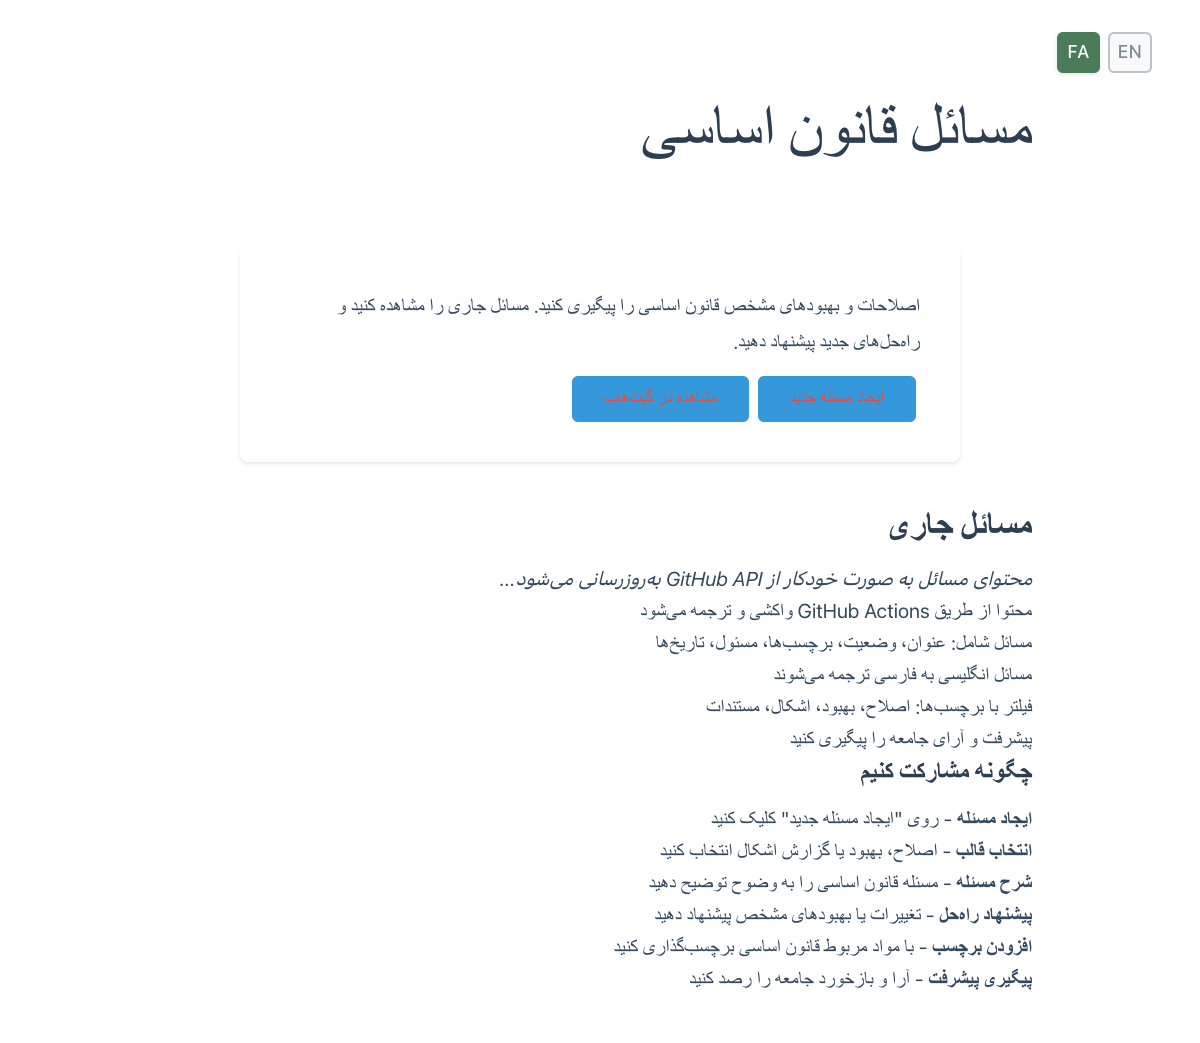 FA EN
مسائل قانون اساسی
اصلاحات و بهبودهای مشخص قانون اساسی را پیگیری کنید. مسائل جاری را مشاهده کنید و
راه‌حل‌های جدید پیشنهاد دهید.
ایجاد مسئله جدید مشاهده در گیت‌هاب
مسائل جاری
محتوای مسائل به صورت خودکار از GitHub API به‌روزرسانی می‌شود...
محتوا از طریق GitHub Actions واکشی و ترجمه می‌شود
مسائل شامل: عنوان، وضعیت، برچسب‌ها، مسئول، تاریخ‌ها
مسائل انگلیسی به فارسی ترجمه می‌شوند
فیلتر با برچسب‌ها: اصلاح، بهبود، اشکال، مستندات
پیشرفت و آرای جامعه را پیگیری کنید
چگونه مشارکت کنیم
ایجاد مسئله - روی "ایجاد مسئله جدید" کلیک کنید
انتخاب قالب - اصلاح، بهبود یا گزارش اشکال انتخاب کنید
شرح مسئله - مسئله قانون اساسی را به وضوح توضیح دهید
پیشنهاد راه‌حل - تغییرات یا بهبودهای مشخص پیشنهاد دهید
افزودن برچسب - با مواد مربوط قانون اساسی برچسب‌گذاری کنید
پیگیری پیشرفت - آرا و بازخورد جامعه را رصد کنید